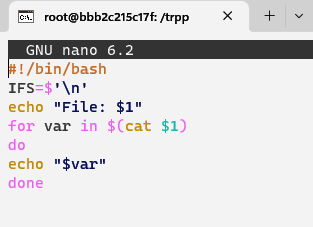 root@bbb2c215c17f: /trpp
GNU nano 6.2
#!/bin/bash
IFS=$'\n'
echo "File: $1"
for var in $(cat $1)
do
echo "$var"
done